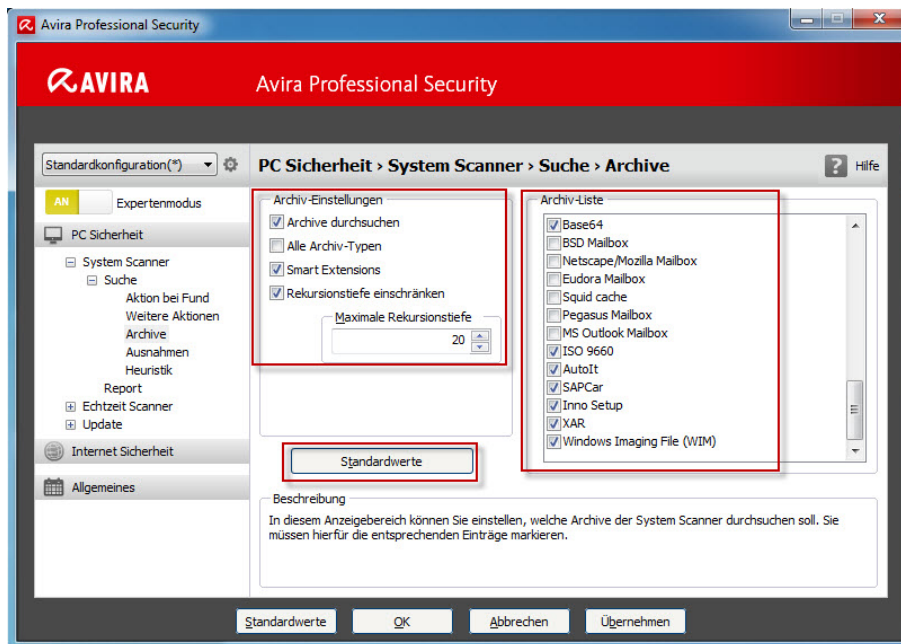 Avira Professional Security
AVIRA
Avira Professional Security
Standardkonfiguration(*)
AN
Expertenmodus
PC Sicherheit
System Scanner
Suche
Aktion bei Fund
Weitere Aktionen
Archive
Ausnahmen
Heuristik
Report
Echtzeit Scanner
Update
Internet Sicherheit
Allgemeines
PC Sicherheit › System Scanner › Suche › Archive
? Hilfe
Archiv-Einstellungen
Archive durchsuchen
Alle Archiv-Typen
Smart Extensions
Rekursionstiefe einschränken
Maximale Rekursionstiefe
20
Standardwerte
Archiv-Liste
Base64
BSD Mailbox
Netscape/Mozilla Mailbox
Eudora Mailbox
Squid cache
Pegasus Mailbox
MS Outlook Mailbox
ISO 9660
AutoIt
SAPCar
Inno Setup
XAR
Windows Imaging File (WIM)
Beschreibung
In diesem Anzeigebereich können Sie einstellen, welche Archive der System Scanner durchsuchen soll. Sie
müssen hierfür die entsprechenden Einträge markieren.
Standardwerte
OK
Abbrechen
Übernehmen